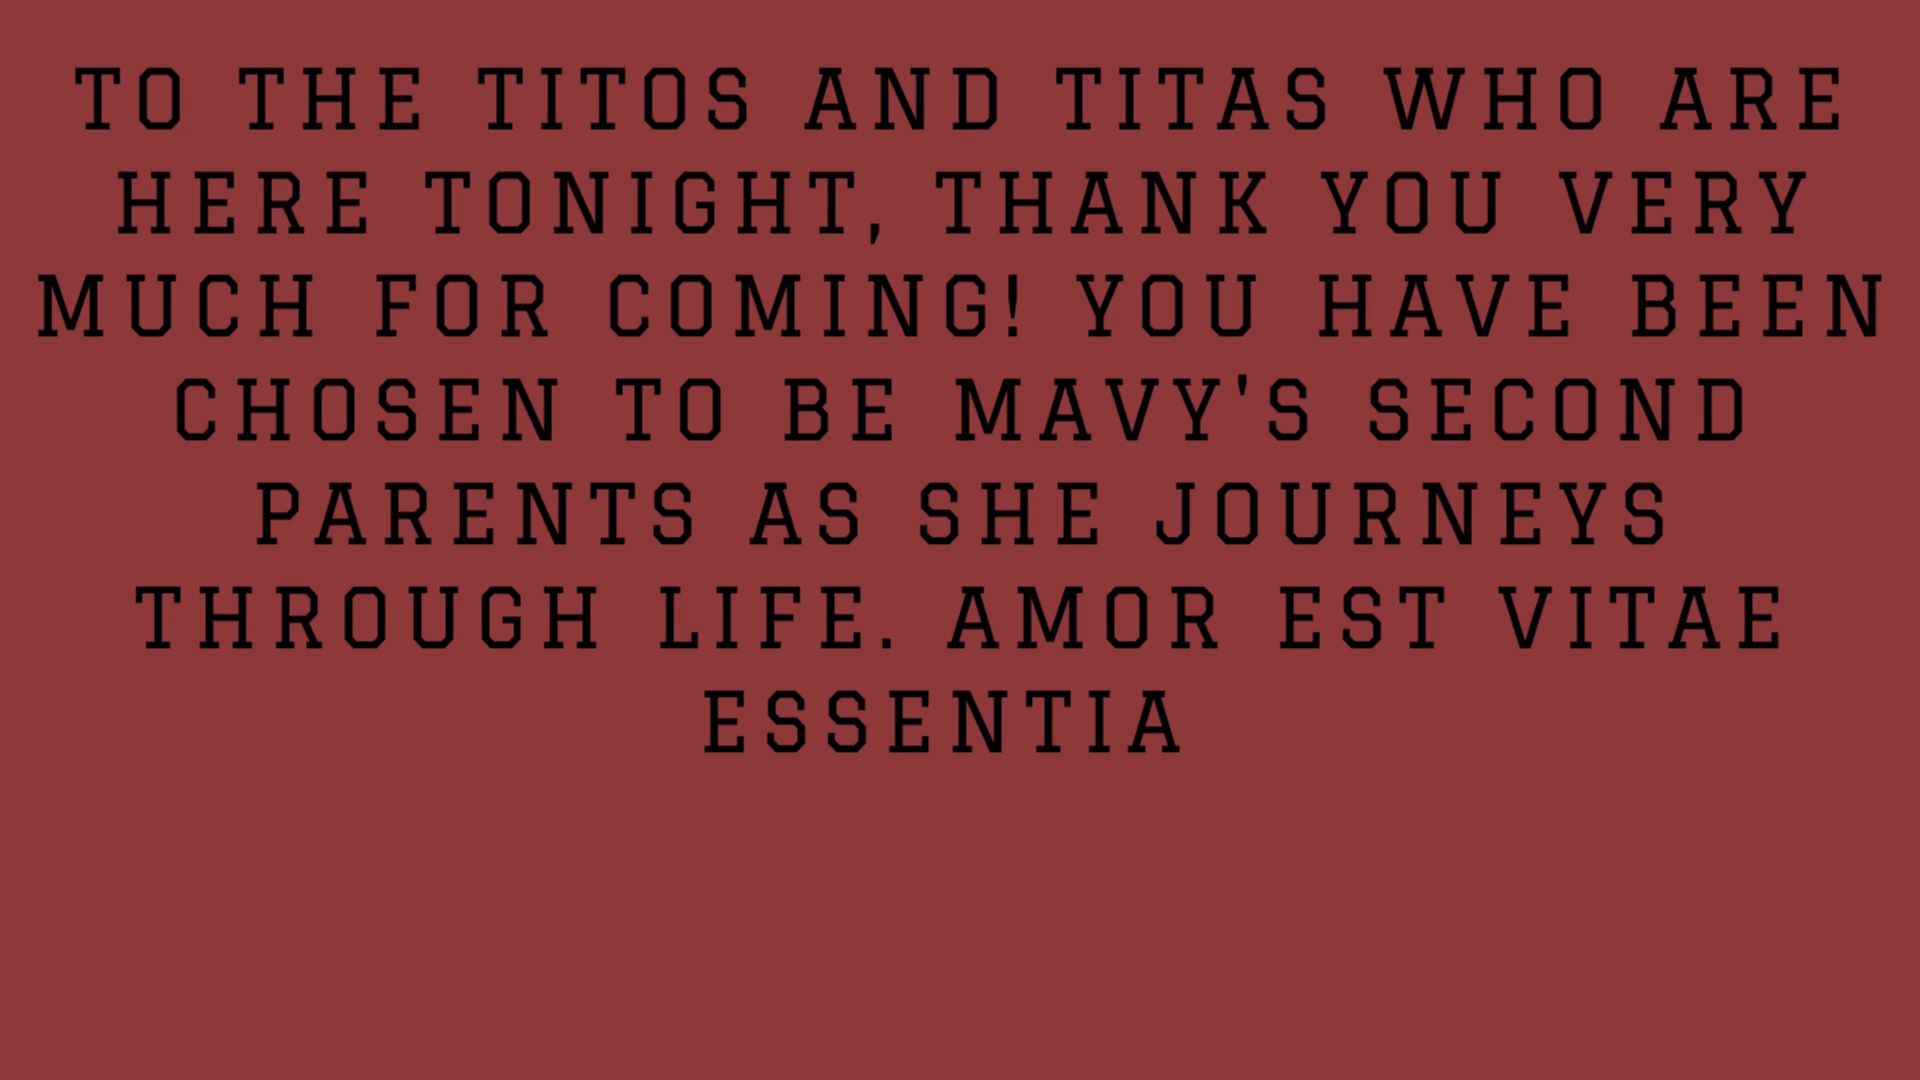 TO THE TITOS AND TITAS WHO ARE
HERE TONIGHT, THANK YOU VERY
MUCH FOR COMING! YOU HAVE BEEN
CHOSEN TO BE MAVY'S SECOND
PARENTS AS SHE JOURNEYS
THROUGH LIFE. AMOR EST VITAE
ESSENTIA